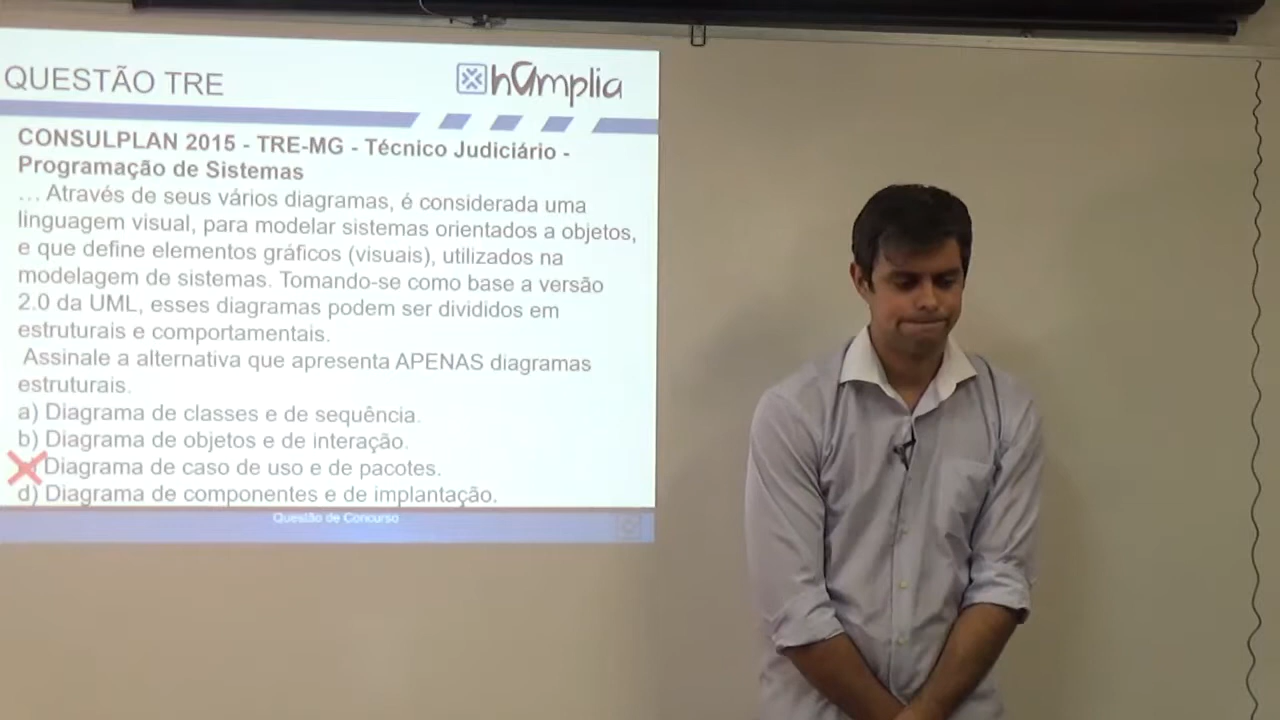 QUESTÃO TRE
hamplia
CONSULPLAN 2015 - TRE-MG - Técnico Judiciário -
Programação de Sistemas
... Através de seus vários diagramas, é considerada uma
linguagem visual, para modelar sistemas orientados a objetos,
e que define elementos gráficos (visuais), utilizados na
modelagem de sistemas. Tomando-se como base a versão
2.0 da UML, esses diagramas podem ser divididos em
estruturais e comportamentais.
Assinale a alternativa que apresenta APENAS diagramas
estruturais.
a) Diagrama de classes e de sequência.
b) Diagrama de objetos e de interação.
Diagrama de caso de uso e de pacotes.
d) Diagrama de componentes e de implantação.
Questão de Concurso